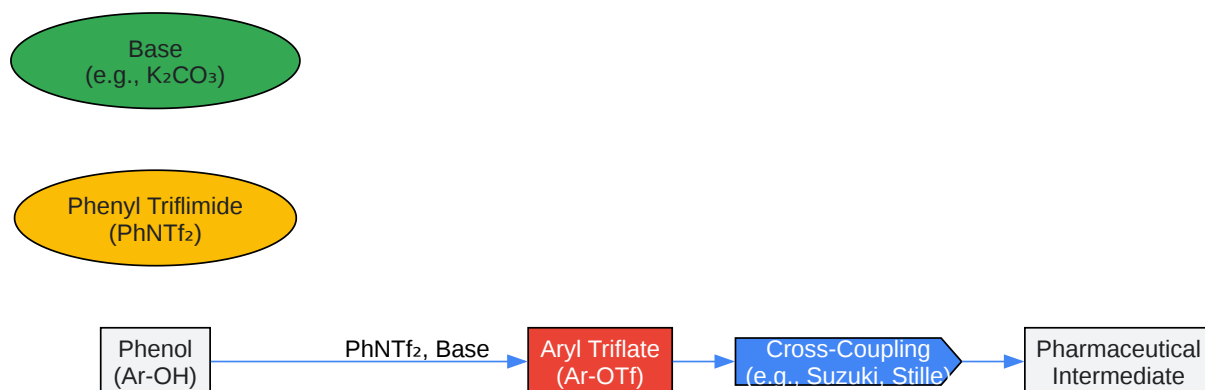 Base
(e.g., K₂CO₃)
Phenyl Triflimide
(PhNTf₂)
Phenol
(Ar-OH)
PhNTf₂, Base
Aryl Triflate
(Ar-OTf)
Cross-Coupling
(e.g., Suzuki, Stille)
Pharmaceutical
Intermediate